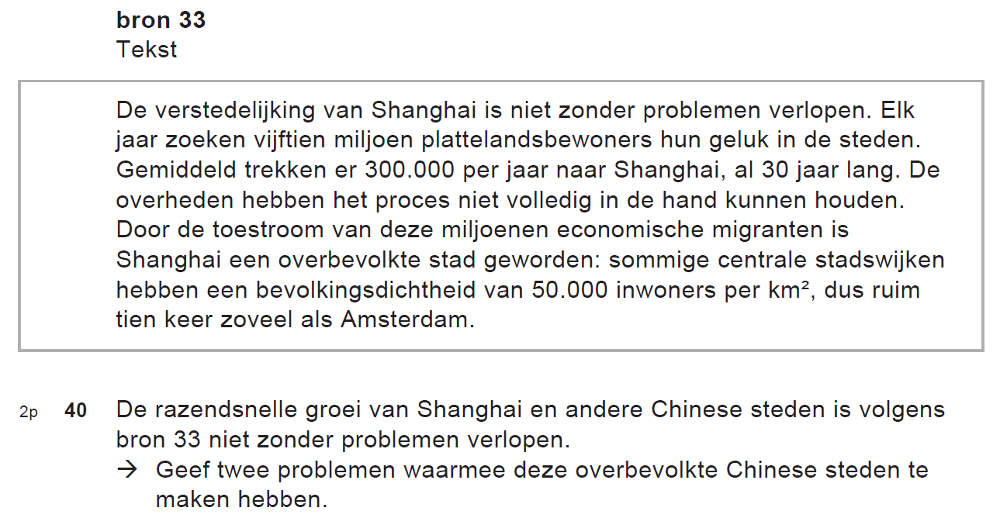 bron 33
Tekst
De verstedelijking van Shanghai is niet zonder problemen verlopen. Elk
jaar zoeken vijftien miljoen plattelandsbewoners hun geluk in de steden.
Gemiddeld trekken er 300.000 per jaar naar Shanghai, al 30 jaar lang. De
overheden hebben het proces niet volledig in de hand kunnen houden.
Door de toestroom van deze miljoenen economische migranten is
Shanghai een overbevolkte stad geworden: sommige centrale stadswijken
hebben een bevolkingsdichtheid van 50.000 inwoners per km², dus ruim
tien keer zoveel als Amsterdam.
2p 40 De razendsnelle groei van Shanghai en andere Chinese steden is volgens
bron 33 niet zonder problemen verlopen.
→ Geef twee problemen waarmee deze overbevolkte Chinese steden te
maken hebben.